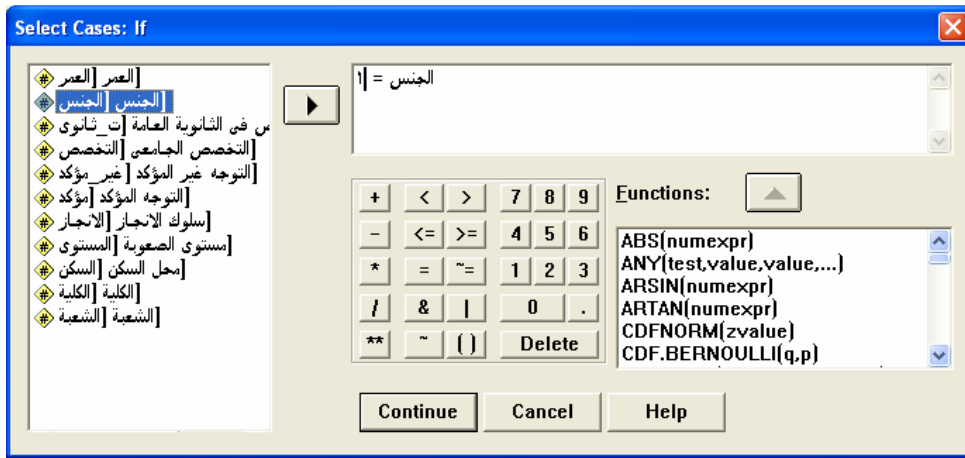 Select Cases: If
العمر [العمر]
الجنس [الجنس]
ص فى الثانوية العامة [ت_ثانوى
التخصص الجامعى [التخصص]
التوجه غير المؤكد [غير_مؤكد]
التوجه المؤكد [مؤكد]
سلوك الانجاز [الانجاز]
مستوى الصعوبة [المستوى]
محل السكن [السكن]
الكلية [الكلية]
الشعبة [الشعبة]
الجنس = ١
+ < > 7 8 9
- <= >= 4 5 6
* = ~= 1 2 3
/ & | 0 .
** ~ ( ) Delete
Functions:
ABS(numexpr)
ANY(test,value,value,...)
ARSIN(numexpr)
ARTAN(numexpr)
CDFNORM(zvalue)
CDF.BERNOULLI(q,p)
Continue Cancel Help